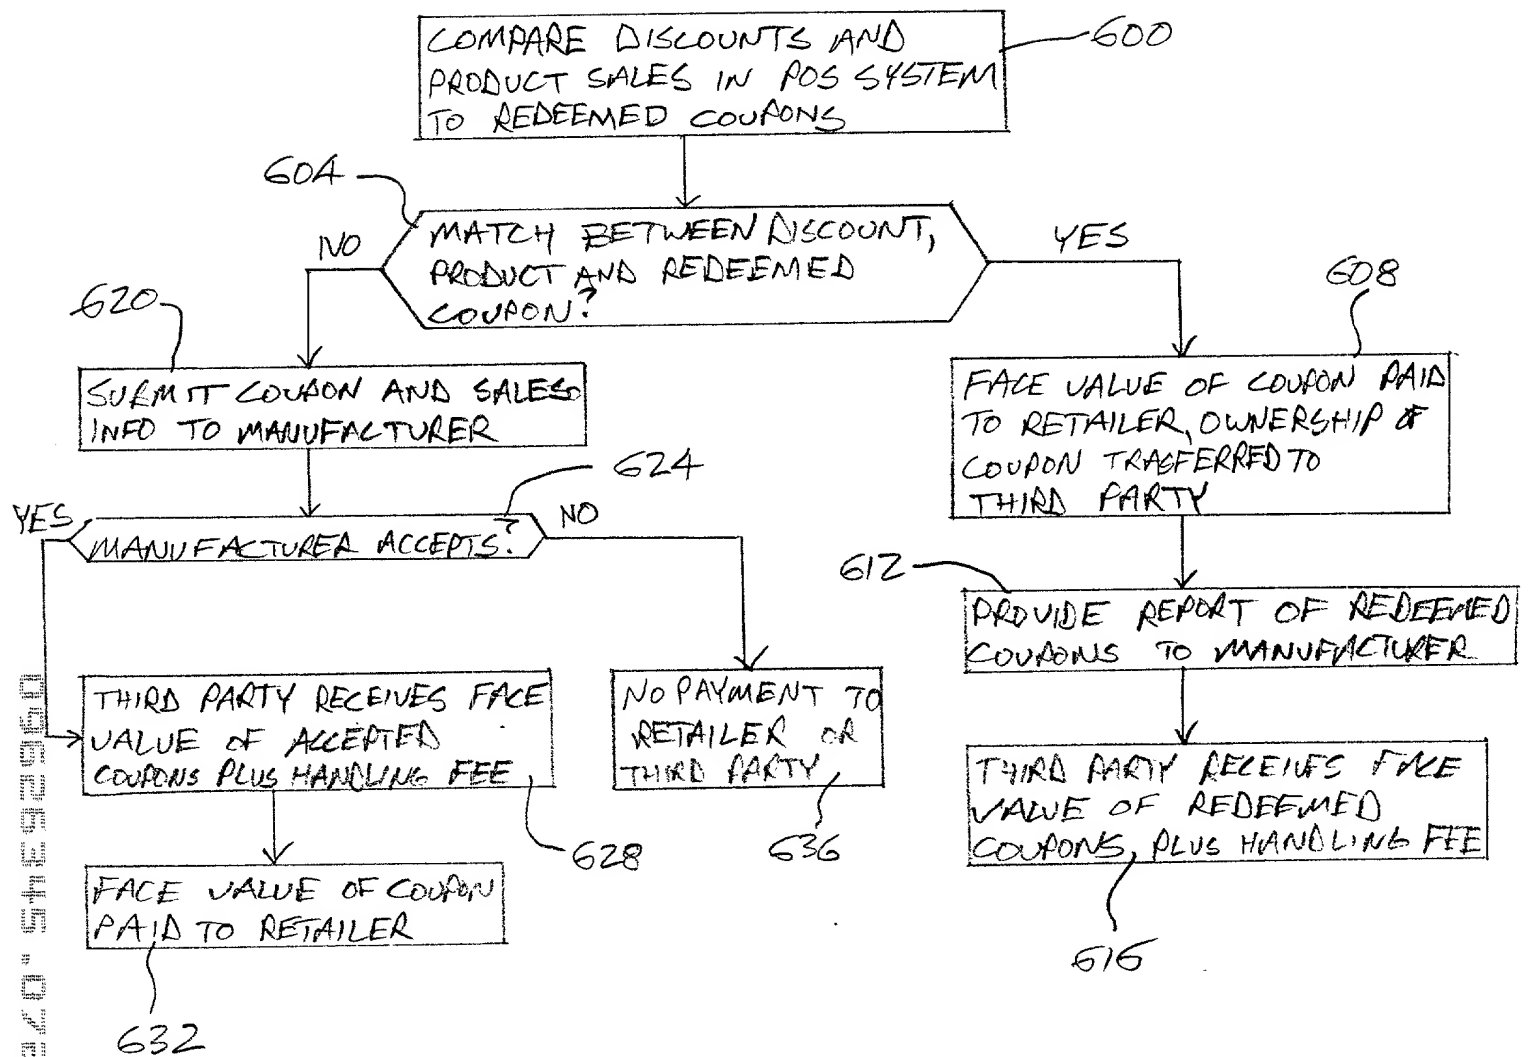 COMPARE DISCOUNTS AND
PRODUCT SALES IN POS SYSTEM
TO REDEEMED COUPONS
600
604
MATCH BETWEEN DISCOUNT,
PRODUCT AND REDEEMED
COUPON?
NO
YES
620
SUBMIT COUPON AND SALES
INFO TO MANUFACTURER
608
FACE VALUE OF COUPON PAID
TO RETAILER, OWNERSHIP OF
COUPON TRASFERRED TO
THIRD PARTY
624
YES
MANUFACTURER ACCEPTS?
NO
612
PROVIDE REPORT OF REDEEMED
COUPONS TO MANUFACTURER
THIRD PARTY RECEIVES FACE
VALUE OF ACCEPTED
COUPONS PLUS HANDLING FEE
628
NO PAYMENT TO
RETAILER OR
THIRD PARTY
636
THIRD PARTY RECEIVES FACE
VALUE OF REDEEMED
COUPONS, PLUS HANDLING FEE
616
FACE VALUE OF COUPON
PAID TO RETAILER
632